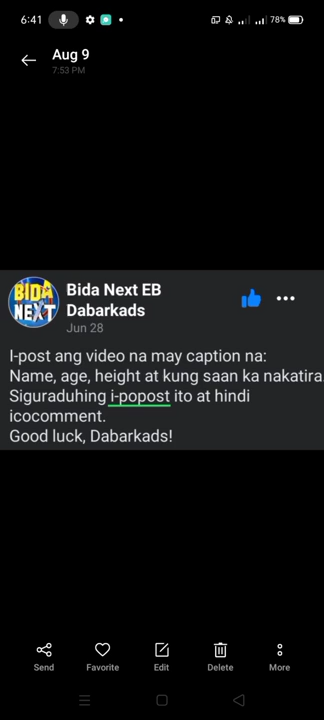 6:41
78%
Aug 9
7:53 PM
BIDA
NEXT
Bida Next EB
Dabarkads
Jun 28
I-post ang video na may caption na:
Name, age, height at kung saan ka nakatira.
Siguraduhing i-popost ito at hindi
icocomment.
Good luck, Dabarkads!
Send
Favorite
Edit
Delete
More